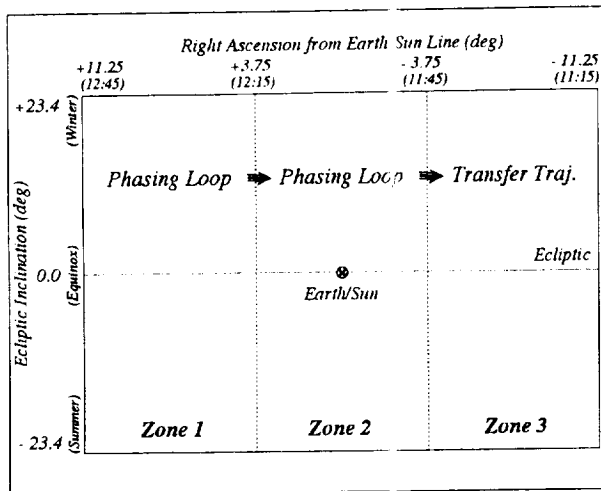 Right Ascension from Earth Sun Line (deg)
+11.25 +3.75 - 3.75 - 11.25
(12:45) (12:15) (11:45) (11:15)
+23.4
(Winter)
Phasing Loop Phasing Loop Transfer Traj.
Ecliptic Inclination (deg)
0.0
(Equinox)
Ecliptic
Earth/Sun
- 23.4
(Summer)
Zone 1 Zone 2 Zone 3